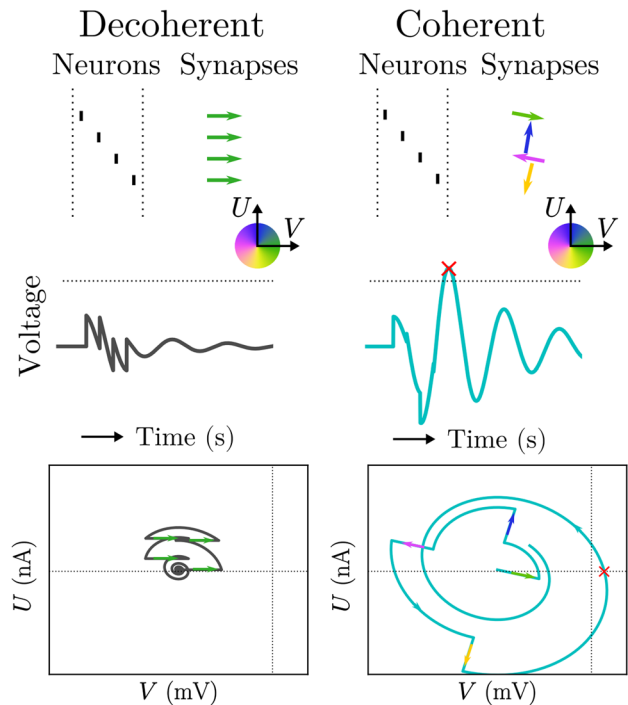 Decoherent Coherent
Neurons Synapses Neurons Synapses
U V U V
Voltage
Time (s) Time (s)
U (nA) U (nA)
V (mV) V (mV)